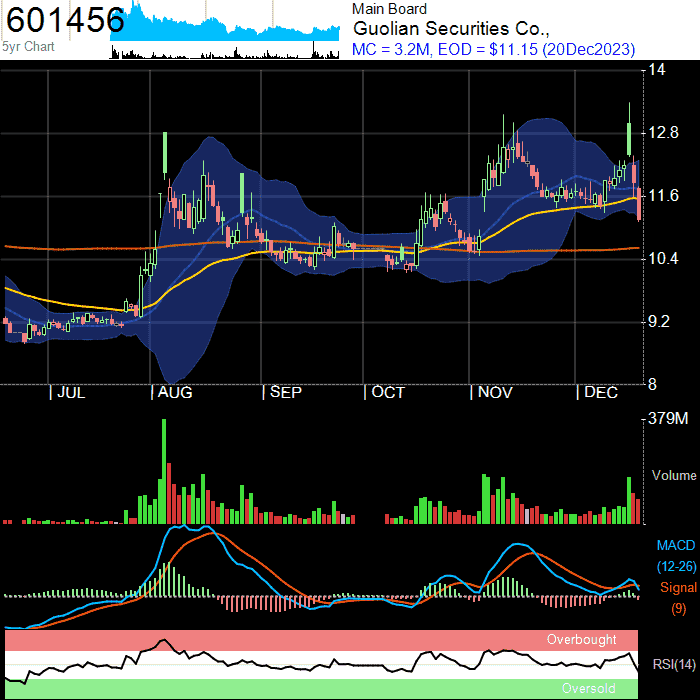 601456
5yr Chart
Main Board
Guolian Securities Co.,
MC = 3.2M, EOD = $11.15 (20Dec2023)
14
12.8
11.6
10.4
9.2
8
| JUL | AUG | SEP | OCT | NOV | DEC
379M
Volume
MACD
(12-26)
Signal
(9)
Overbought
RSI(14)
Oversold